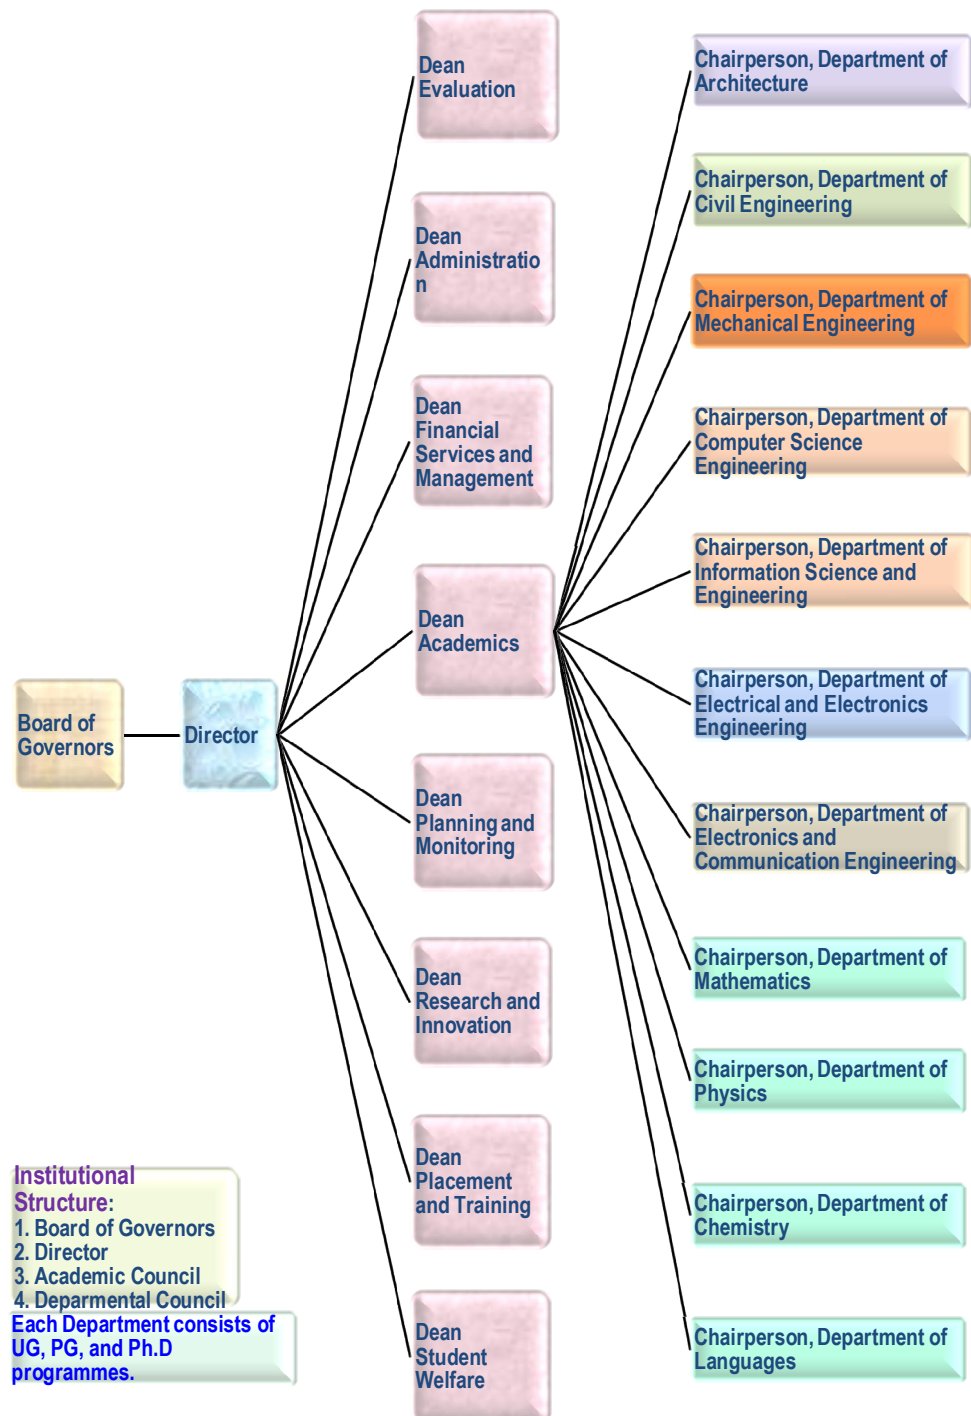 Board of
Governors
Director
Dean
Evaluation
Dean
Administratio
n
Dean
Financial
Services and
Management
Dean
Academics
Dean
Planning and
Monitoring
Dean
Research and
Innovation
Dean
Placement
and Training
Dean
Student
Welfare
Chairperson, Department of
Architecture
Chairperson, Department of
Civil Engineering
Chairperson, Department of
Mechanical Engineering
Chairperson, Department of
Computer Science
Engineering
Chairperson, Department of
Information Science and
Engineering
Chairperson, Department of
Electrical and Electronics
Engineering
Chairperson, Department of
Electronics and
Communication Engineering
Chairperson, Department of
Mathematics
Chairperson, Department of
Physics
Chairperson, Department of
Chemistry
Chairperson, Department of
Languages
Institutional
Structure:
1. Board of Governors
2. Director
3. Academic Council
4. Deparmental Council
Each Department consists of
UG, PG, and Ph.D
programmes.